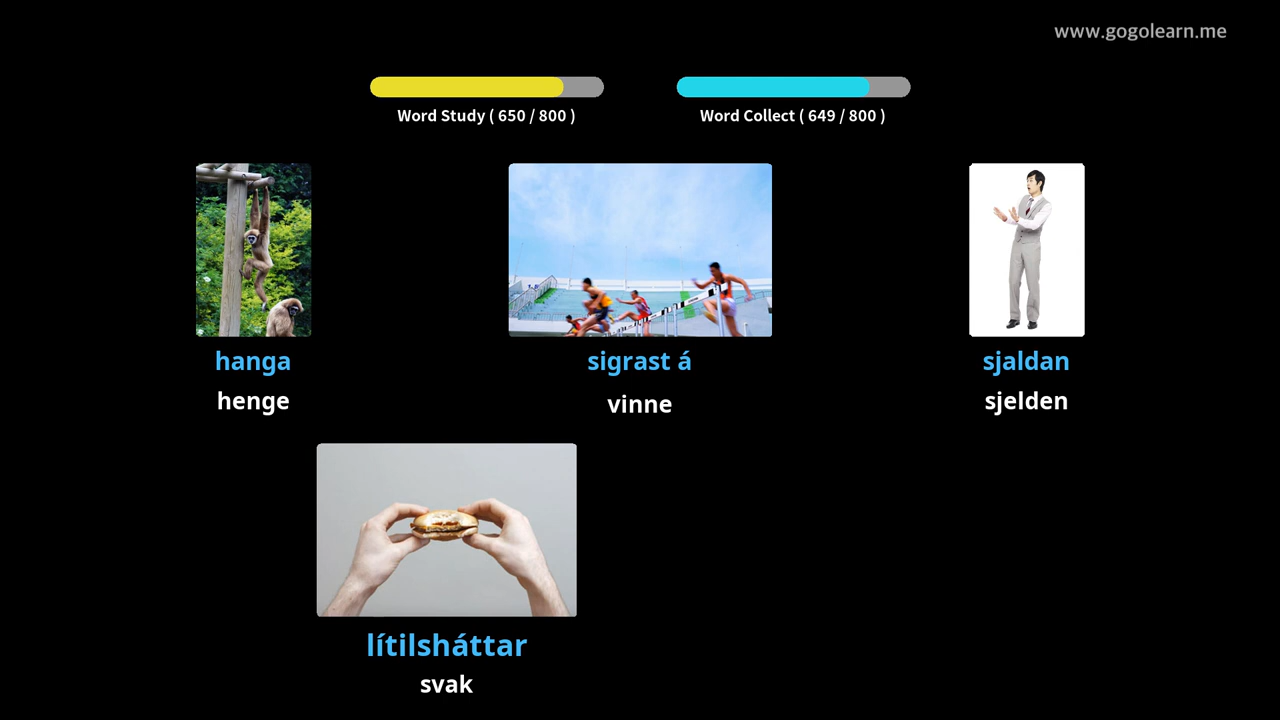 www.gogolearn.me
Word Study ( 650 / 800 )
Word Collect ( 649 / 800 )
hanga
henge
sigrast á
vinne
sjaldan
sjelden
lítilsháttar
svak